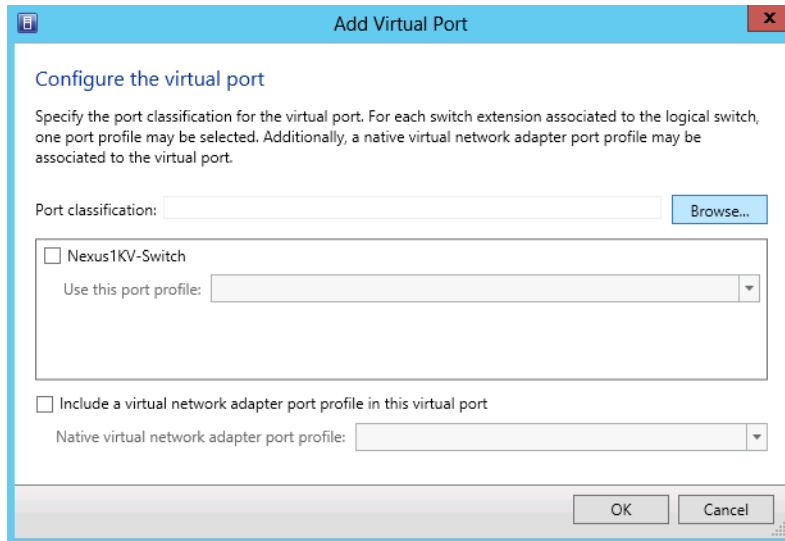 Add Virtual Port
x
Configure the virtual port
Specify the port classification for the virtual port. For each switch extension associated to the logical switch,
one port profile may be selected. Additionally, a native virtual network adapter port profile may be
associated to the virtual port.
Port classification:
Browse...
Nexus1KV-Switch
Use this port profile:
Include a virtual network adapter port profile in this virtual port
Native virtual network adapter port profile:
OK
Cancel